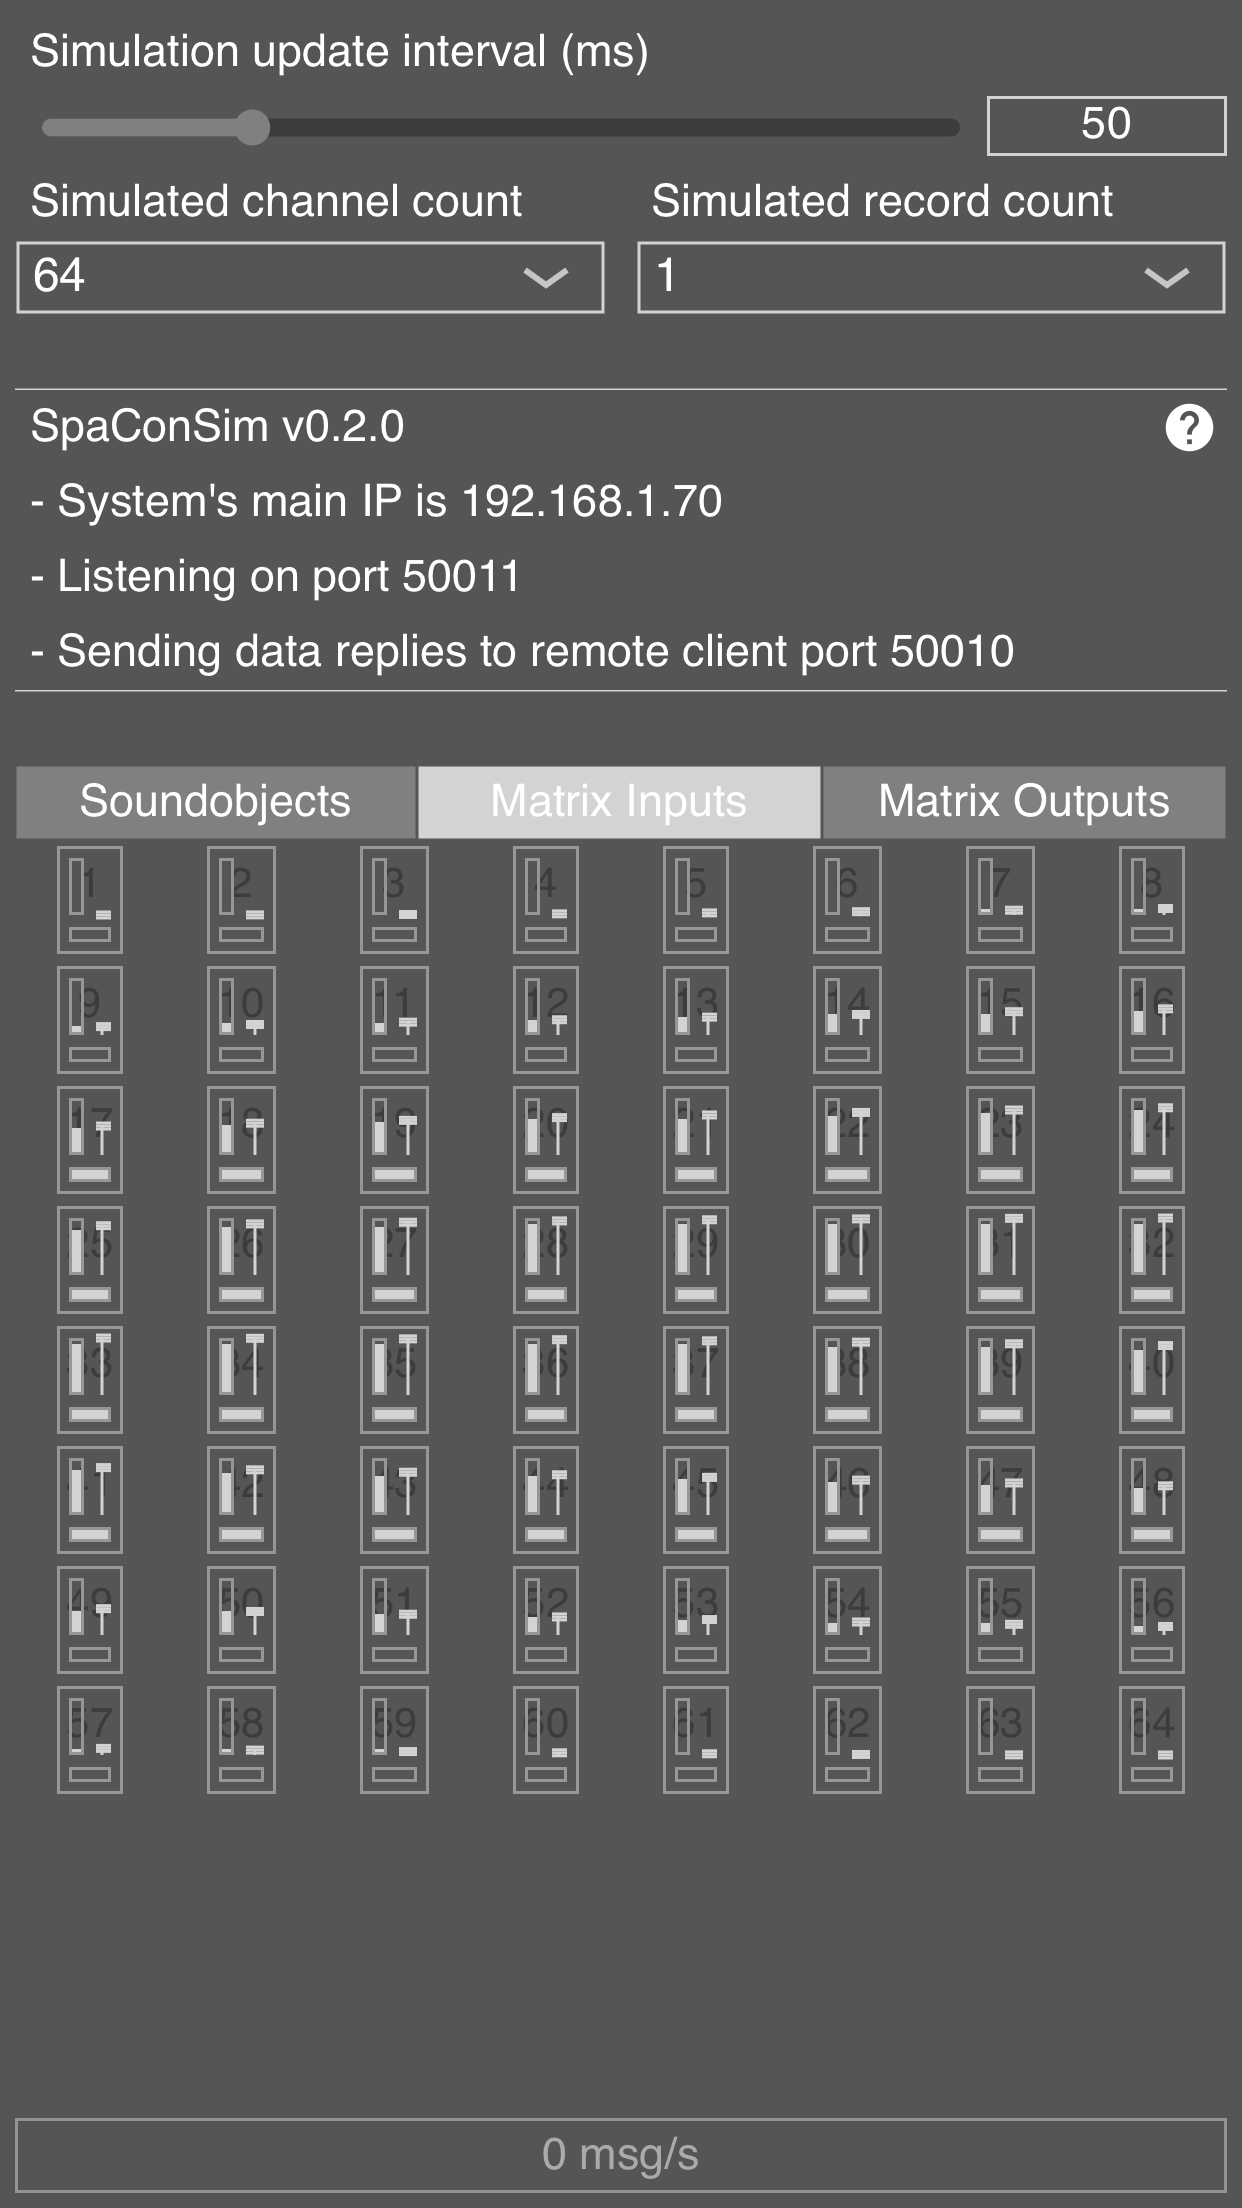 Simulation update interval (ms)
50
Simulated channel count Simulated record count
64 1
SpaConSim v0.2.0 ?
- System's main IP is 192.168.1.70
- Listening on port 50011
- Sending data replies to remote client port 50010
Soundobjects Matrix Inputs Matrix Outputs
1 2 3 4 5 6 7 8
9 10 11 12 13 14 15 16
17 18 19 20 21 22 23 24
25 26 27 28 29 30 31 32
33 34 35 36 37 38 39 40
41 42 43 44 45 46 47 48
49 50 51 52 53 54 55 56
57 58 59 60 61 62 63 64
0 msg/s